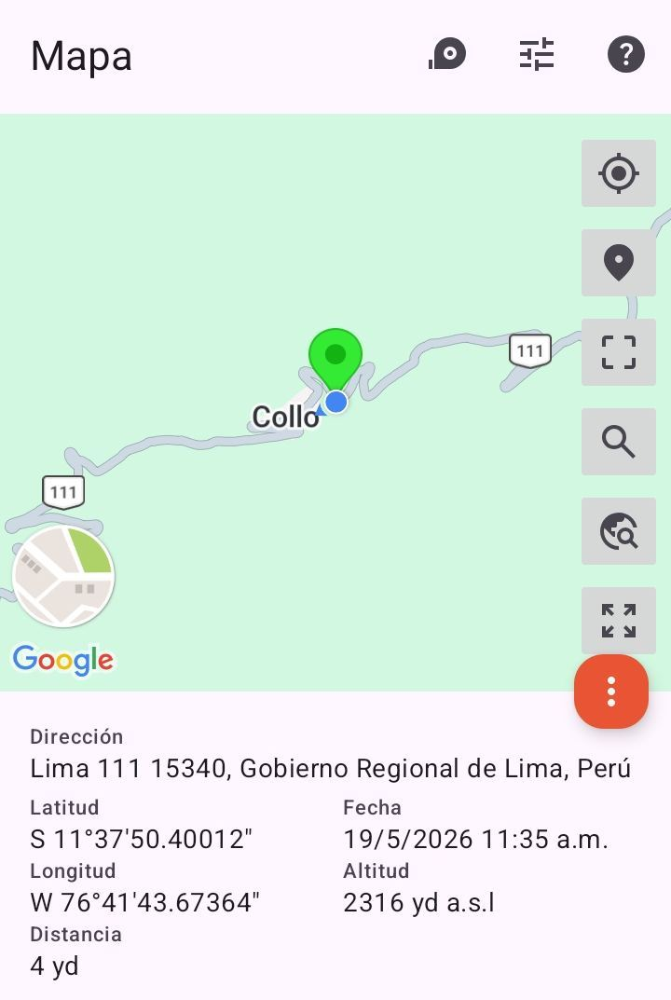 Mapa
111
Collo
111
Google
Dirección
Lima 111 15340, Gobierno Regional de Lima, Perú
Latitud
S 11°37'50.40012"
Fecha
19/5/2026 11:35 a.m.
Longitud
W 76°41'43.67364"
Altitud
2316 yd a.s.l
Distancia
4 yd